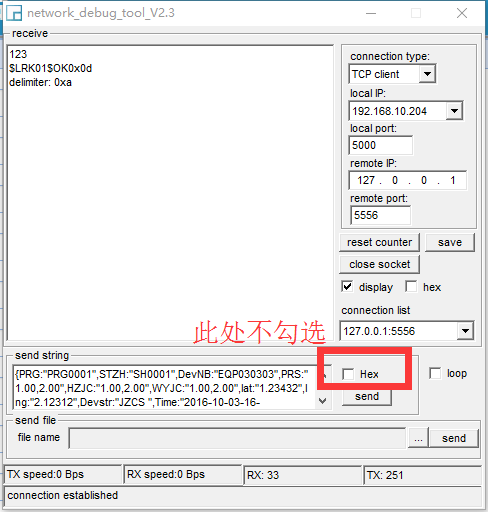 network_debug_tool_V2.3
receive
123
$LRK01$OK0x0d
delimiter: 0xa
connection type:
TCP client
local IP:
192.168.10.204
local port:
5000
remote IP:
127 . 0 . 0 . 1
remote port:
5556
reset counter
save
close socket
display
hex
connection list
127.0.0.1:5556
此处不勾选
send string
{PRG:"PRG0001",STZH:"SH0001",DevNB:"EQP030303",PRS:"
1.00,2.00",HZJC:"1.00,2.00",WYJC:"1.00,2.00",lat:"1.23432",l
ng:"2.12312",Devstr:"JZCS ",Time:"2016-10-03-16-
Hex
send
loop
send file
file name
...
send
TX speed:0 Bps
RX speed: 0 Bps
RX: 33
TX: 251
connection established